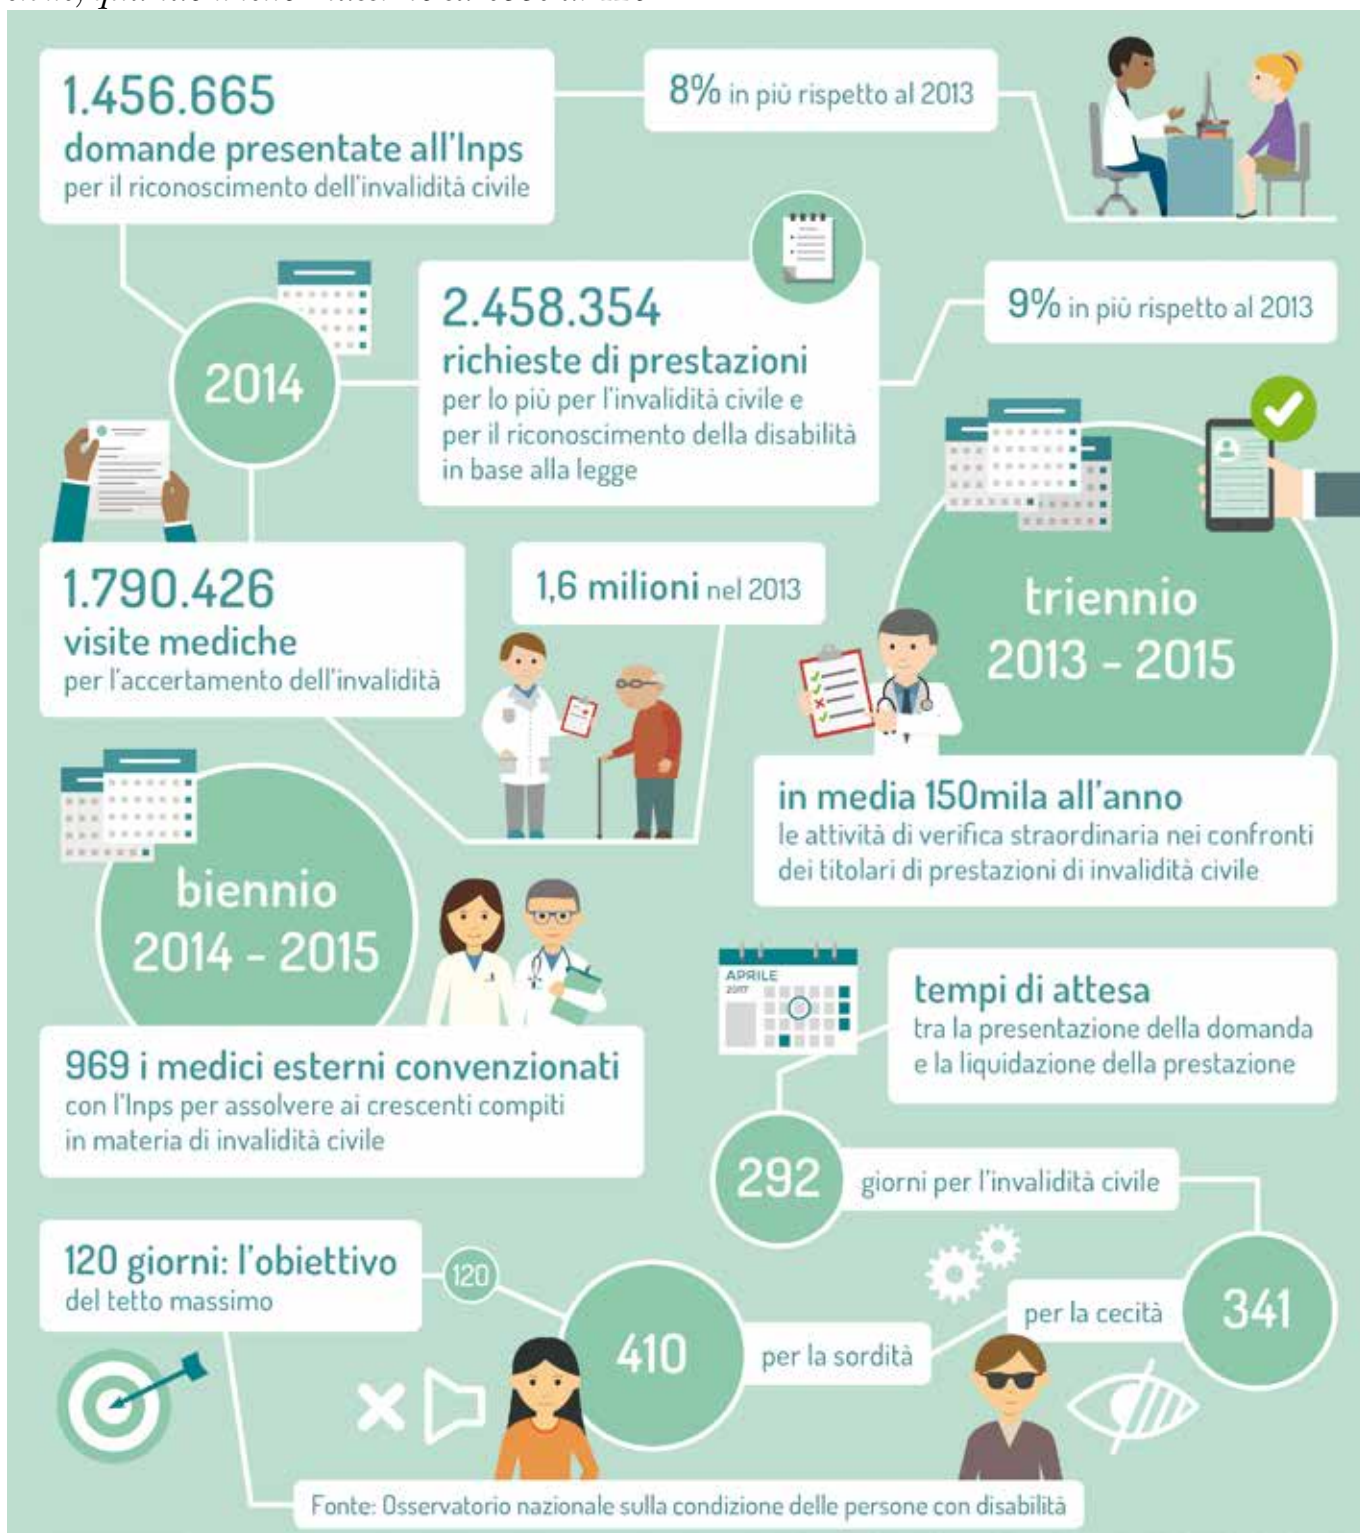 1.456.665
domande presentate all'Inps
per il riconoscimento dell'invalidità civile
8% in più rispetto al 2013
2014
2.458.354
richieste di prestazioni
per lo più per l'invalidità civile e
per il riconoscimento della disabilità
in base alla legge
9% in più rispetto al 2013
1.790.426
visite mediche
per l'accertamento dell'invalidità
1,6 milioni nel 2013
triennio
2013 - 2015
in media 150mila all'anno
le attività di verifica straordinaria nei confronti
dei titolari di prestazioni di invalidità civile
biennio
2014 - 2015
969 i medici esterni convenzionati
con l'Inps per assolvere ai crescenti compiti
in materia di invalidità civile
APRILE
2017
tempi di attesa
tra la presentazione della domanda
e la liquidazione della prestazione
292
giorni per l'invalidità civile
341
per la cecità
410
per la sordità
120
120 giorni: l'obiettivo
del tetto massimo
Fonte: Osservatorio nazionale sulla condizione delle persone con disabilità